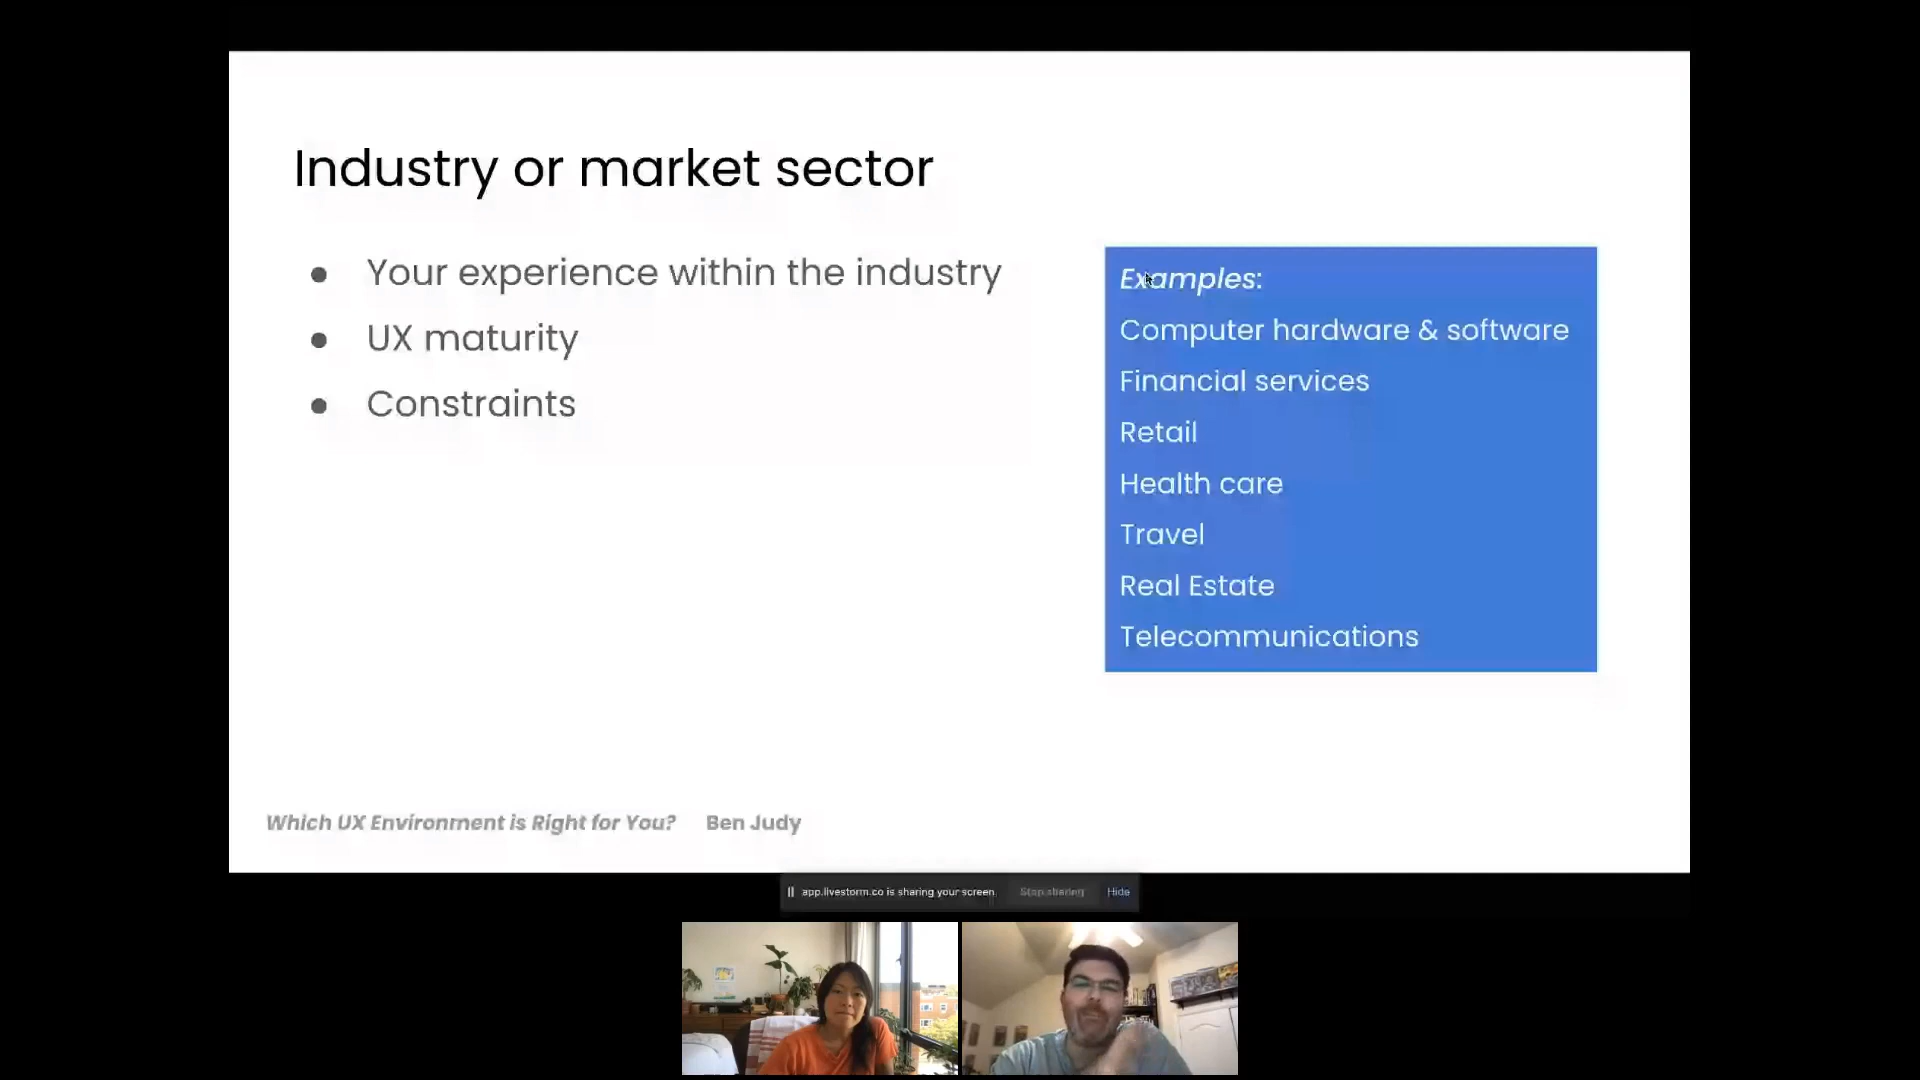 Industry or market sector
Your experience within the industry
UX maturity
Constraints
Examples:
Computer hardware & software
Financial services
Retail
Health care
Travel
Real Estate
Telecommunications
Which UX Environment is Right for You? Ben Judy
app.livestorm.co is sharing your screen. Stop sharing Hide